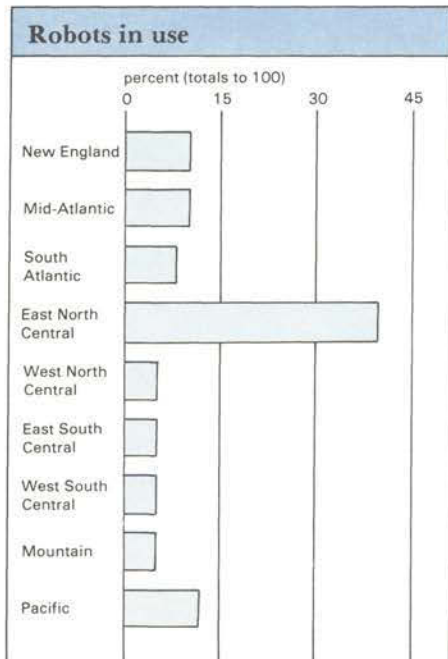 Robots in use
percent (totals to 100)
0 15 30 45
New England
Mid-Atlantic
South
Atlantic
East North
Central
West North
Central
East South
Central
West South
Central
Mountain
Pacific